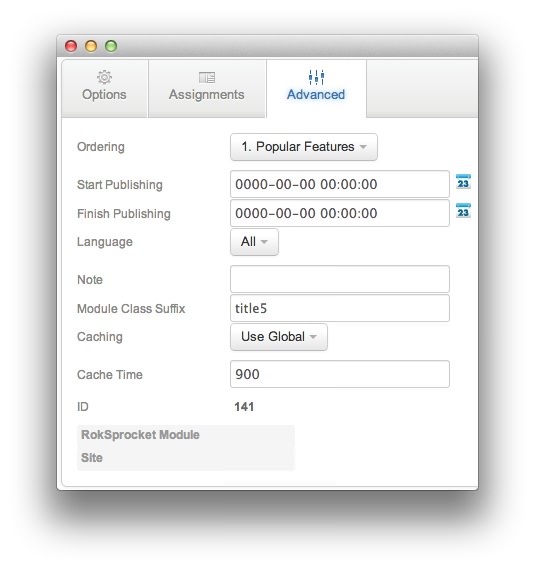 Options Assignments Advanced
Ordering 1. Popular Features
Start Publishing 0000-00-00 00:00:00 23
Finish Publishing 0000-00-00 00:00:00 23
Language All
Note
Module Class Suffix title5
Caching Use Global
Cache Time 900
ID 141
RokSprocket Module
Site